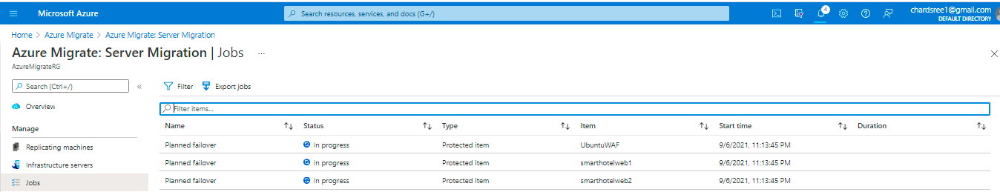 Microsoft Azure
Search resources, services, and docs (G+/)
4
chardsree1@gmail.com
DEFAULT DIRECTORY
Home > Azure Migrate > Azure Migrate: Server Migration
Azure Migrate: Server Migration | Jobs ...
AzureMigrateRG
Search (Ctrl+/) «
Filter Export jobs
Overview
Filter items...
Manage
Name Status Type Item Start time Duration
Replicating machines
Planned failover In progress Protected item UbuntuWAF 9/6/2021, 11:13:45 PM
Infrastructure servers
Planned failover In progress Protected item smarthotelweb1 9/6/2021, 11:13:45 PM
Jobs
Planned failover In progress Protected item smarthotelweb2 9/6/2021, 11:13:45 PM